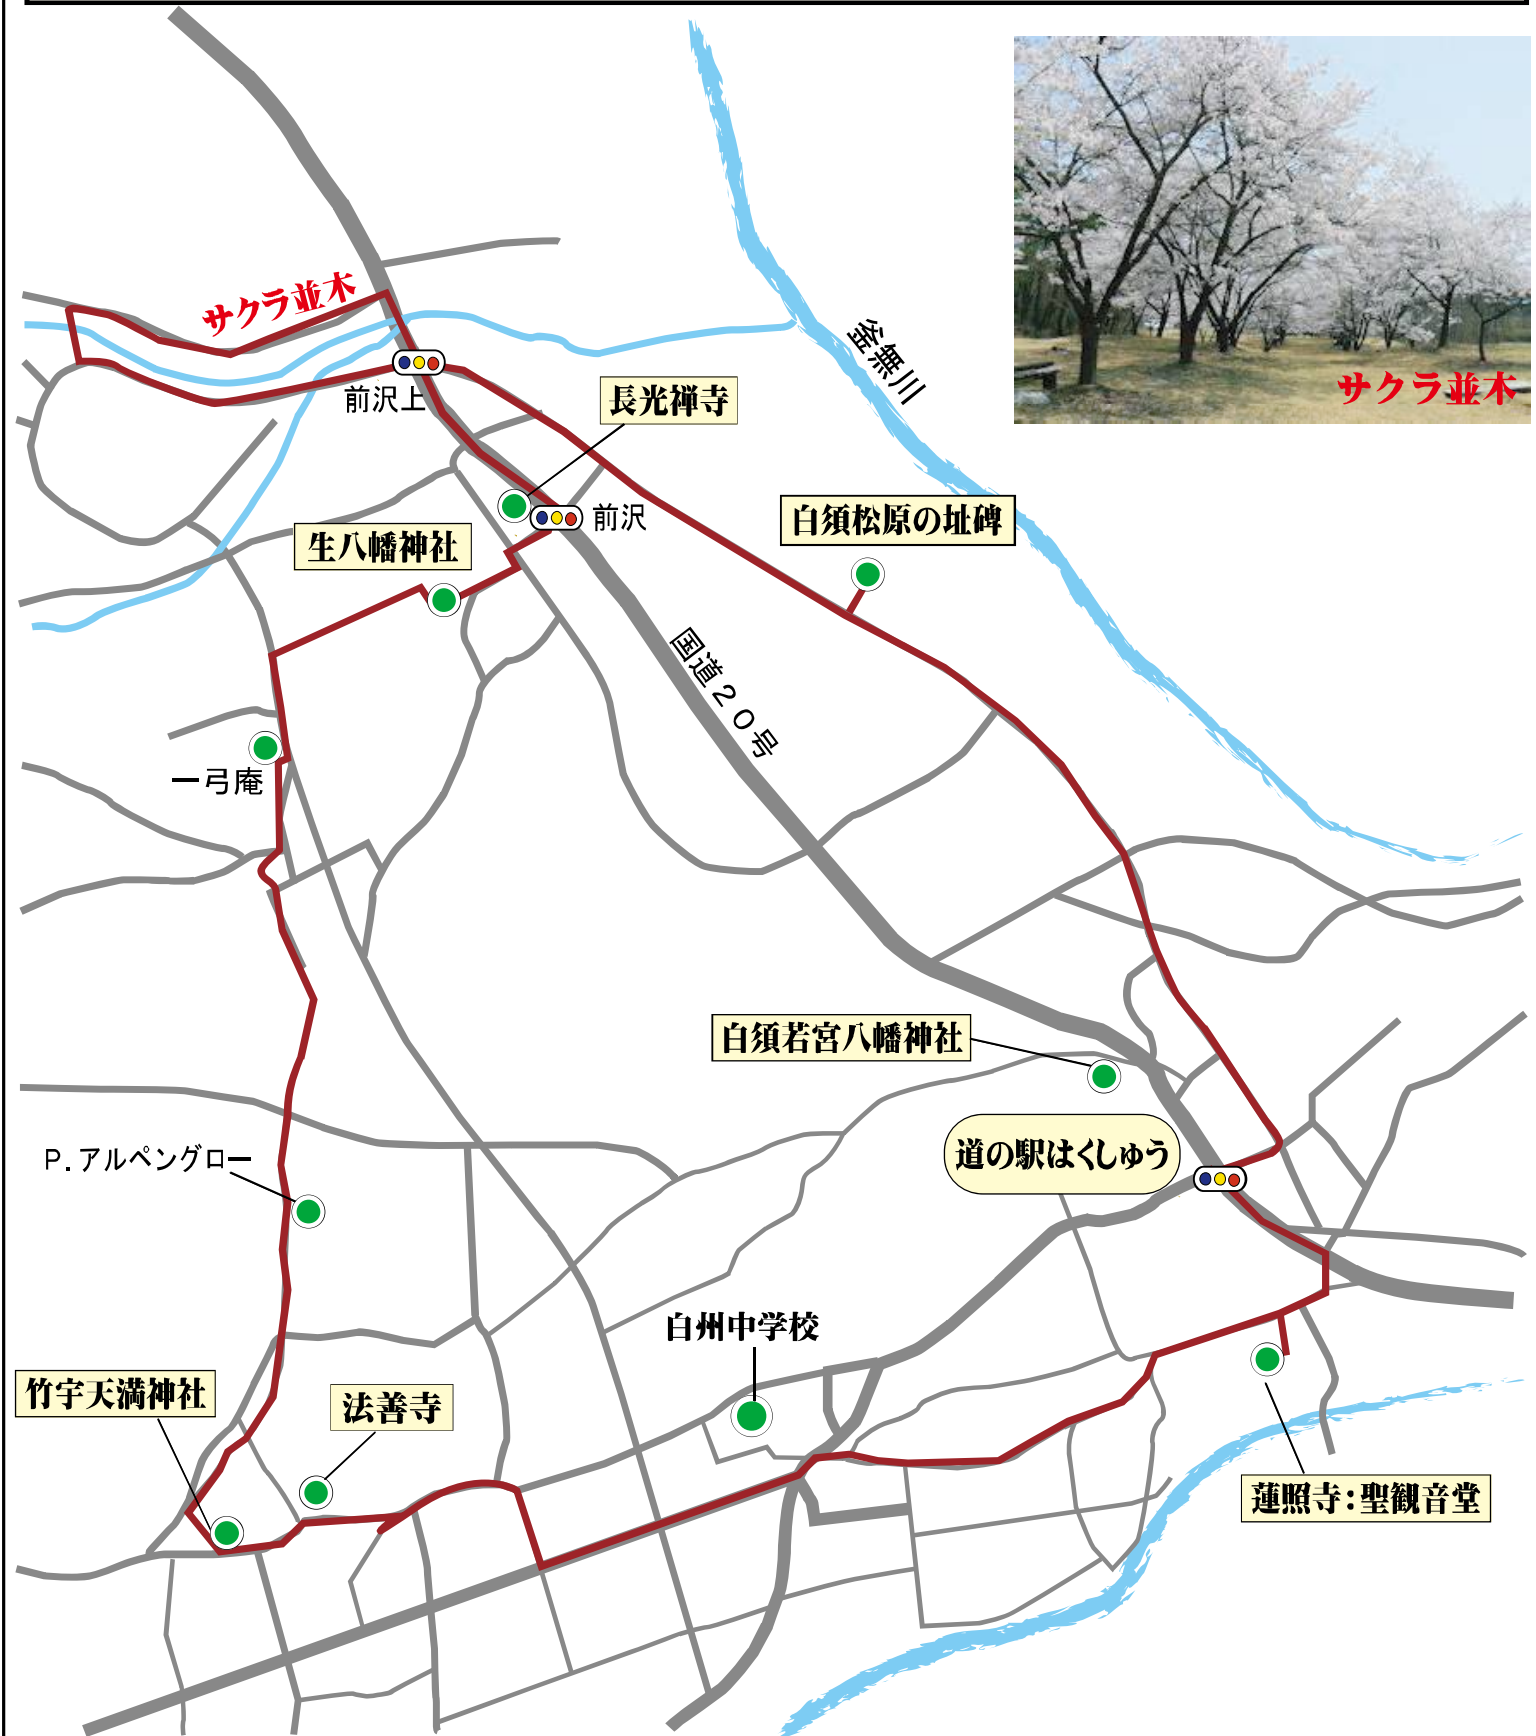 サクラ並木
サクラ並木
釜無川
前沢上
長光禅寺
前沢
白須松原の址碑
生八幡神社
国道20号
一弓庵
白須若宮八幡神社
道の駅はくしゅう
P.アルペングロー
白州中学校
竹宇天満神社
法善寺
蓮照寺:聖観音堂